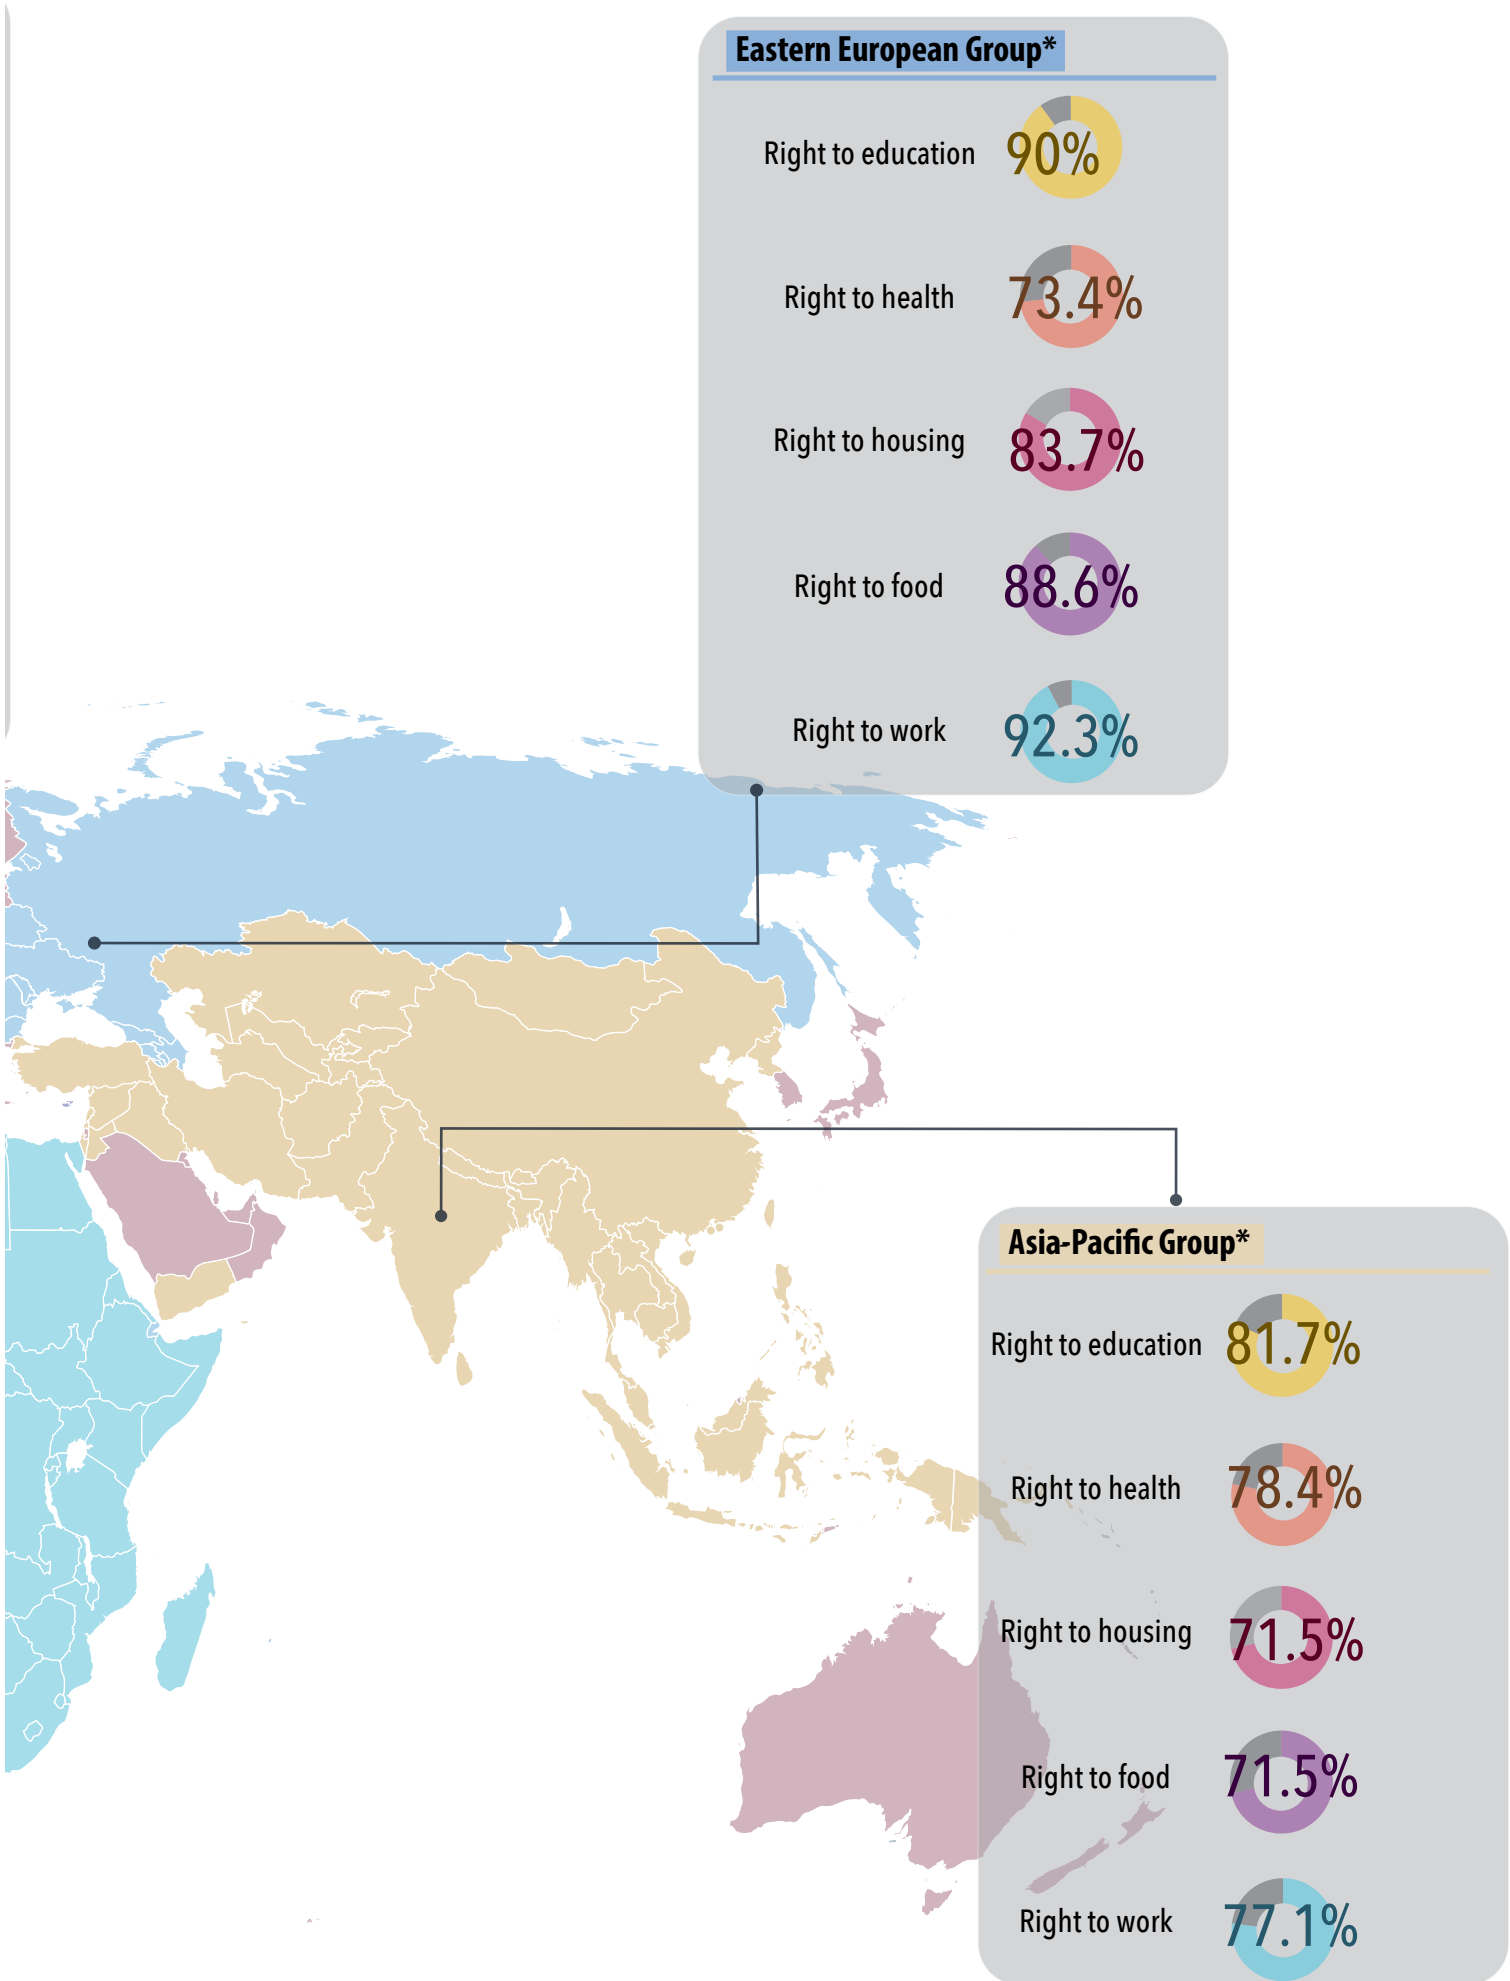 Eastern European Group*
Right to education 90%
Right to health 73.4%
Right to housing 83.7%
Right to food 88.6%
Right to work 92.3%
Asia-Pacific Group*
Right to education 81.7%
Right to health 78.4%
Right to housing 71.5%
Right to food 71.5%
Right to work 77.1%